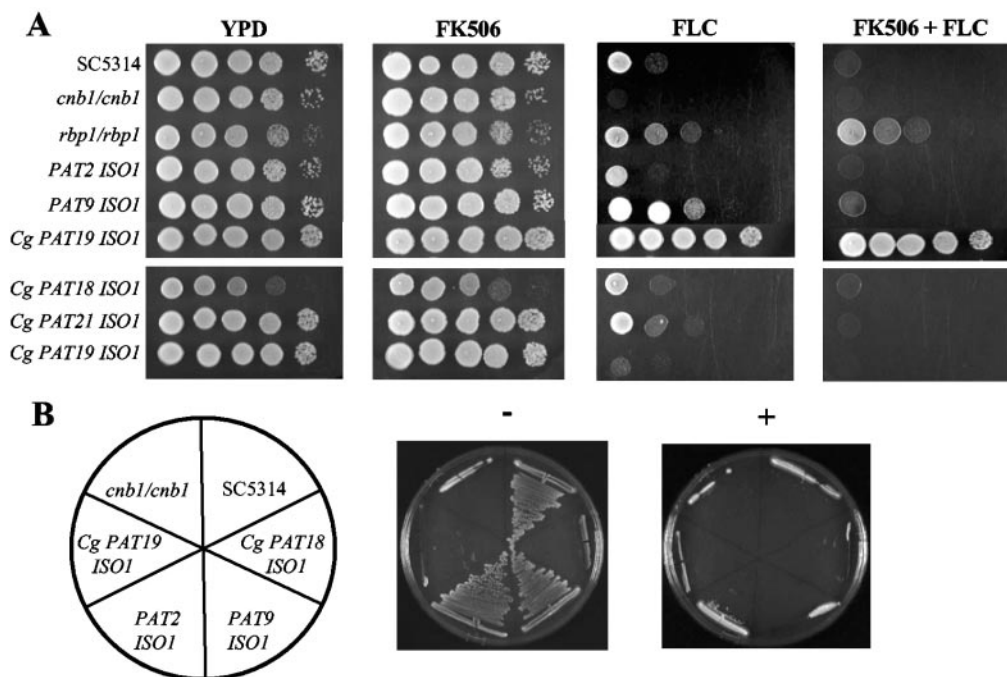 A
YPD
FK506
FLC
FK506 + FLC
SC5314
cnb1/cnb1
rbp1/rbp1
PAT2 ISO1
PAT9 ISO1
Cg PAT19 ISO1
Cg PAT18 ISO1
Cg PAT21 ISO1
Cg PAT19 ISO1
B
-
+
cnb1/cnb1
SC5314
Cg PAT19
ISO1
Cg PAT18
ISO1
PAT2
ISO1
PAT9
ISO1